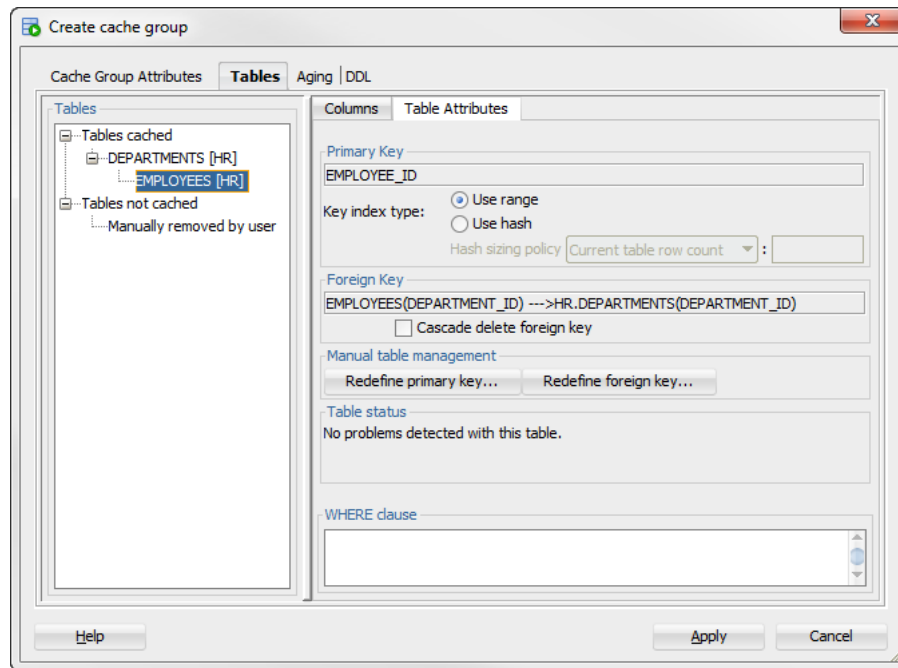 Create cache group
Cache Group Attributes Tables Aging DDL
Tables
Tables cached
DEPARTMENTS [HR]
EMPLOYEES [HR]
Tables not cached
Manually removed by user
Columns Table Attributes
Primary Key
EMPLOYEE_ID
Key index type: Use range
Use hash
Hash sizing policy Current table row count :
Foreign Key
EMPLOYEES(DEPARTMENT_ID) --->HR.DEPARTMENTS(DEPARTMENT_ID)
Cascade delete foreign key
Manual table management
Redefine primary key... Redefine foreign key...
Table status
No problems detected with this table.
WHERE clause
Help Apply Cancel